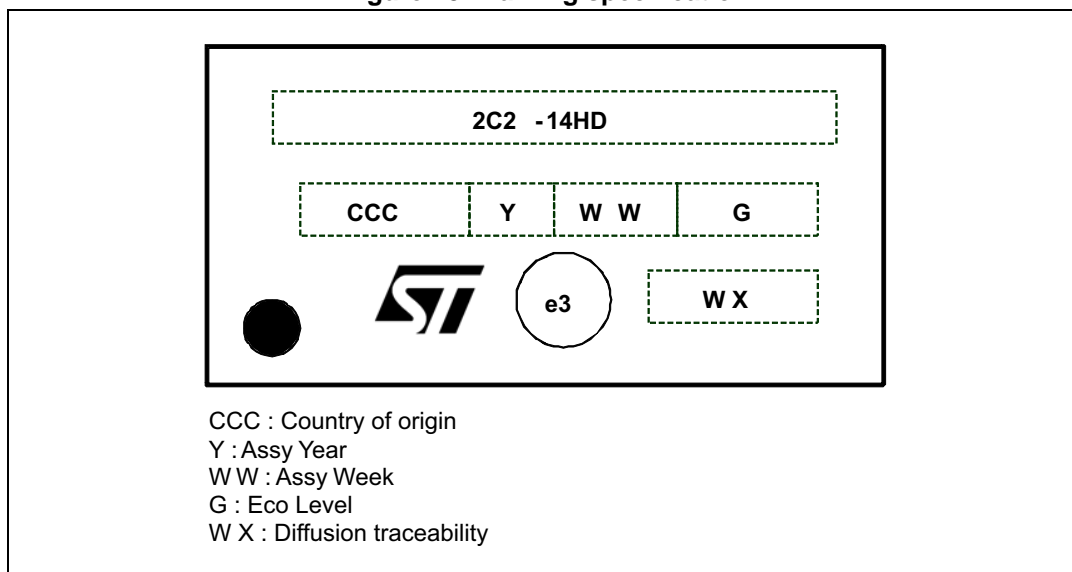 2C2 -14HD
CCC Y W W G
ST e3 W X
CCC : Country of origin
Y : Assy Year
W W : Assy Week
G : Eco Level
W X : Diffusion traceability